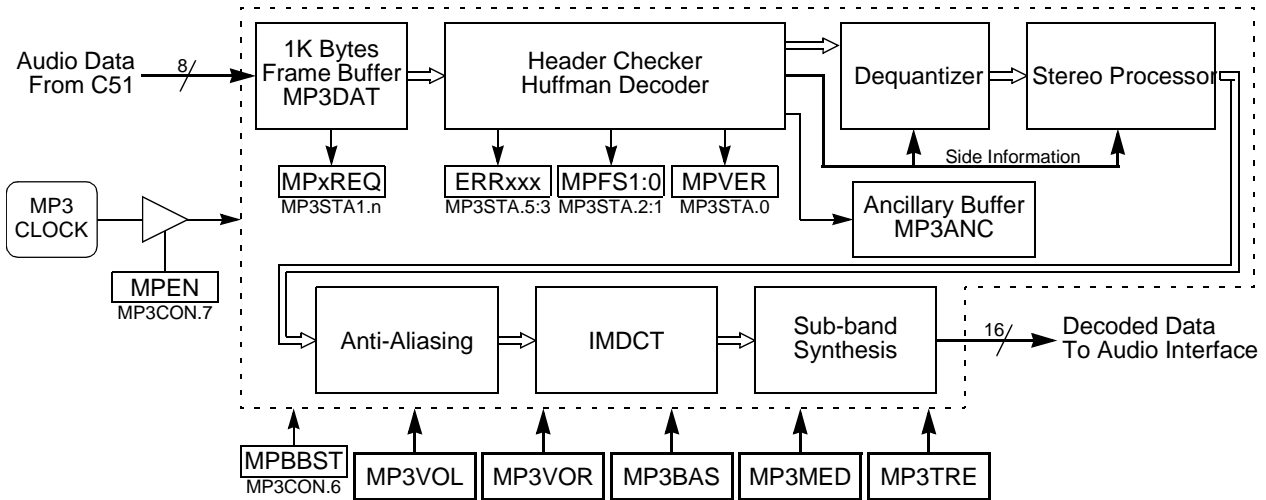 Audio Data
From C51
8
1K Bytes
Frame Buffer
MP3DAT
Header Checker
Huffman Decoder
Dequantizer
Stereo Processor
Side Information
MPxREQ
MP3STA1.n
ERRxxx
MP3STA.5:3
MPFS1:0
MP3STA.2:1
MPVER
MP3STA.0
Ancillary Buffer
MP3ANC
MP3
CLOCK
MPEN
MP3CON.7
Anti-Aliasing
IMDCT
Sub-band
Synthesis
16
Decoded Data
To Audio Interface
MPBBST
MP3CON.6
MP3VOL
MP3VOR
MP3BAS
MP3MED
MP3TRE